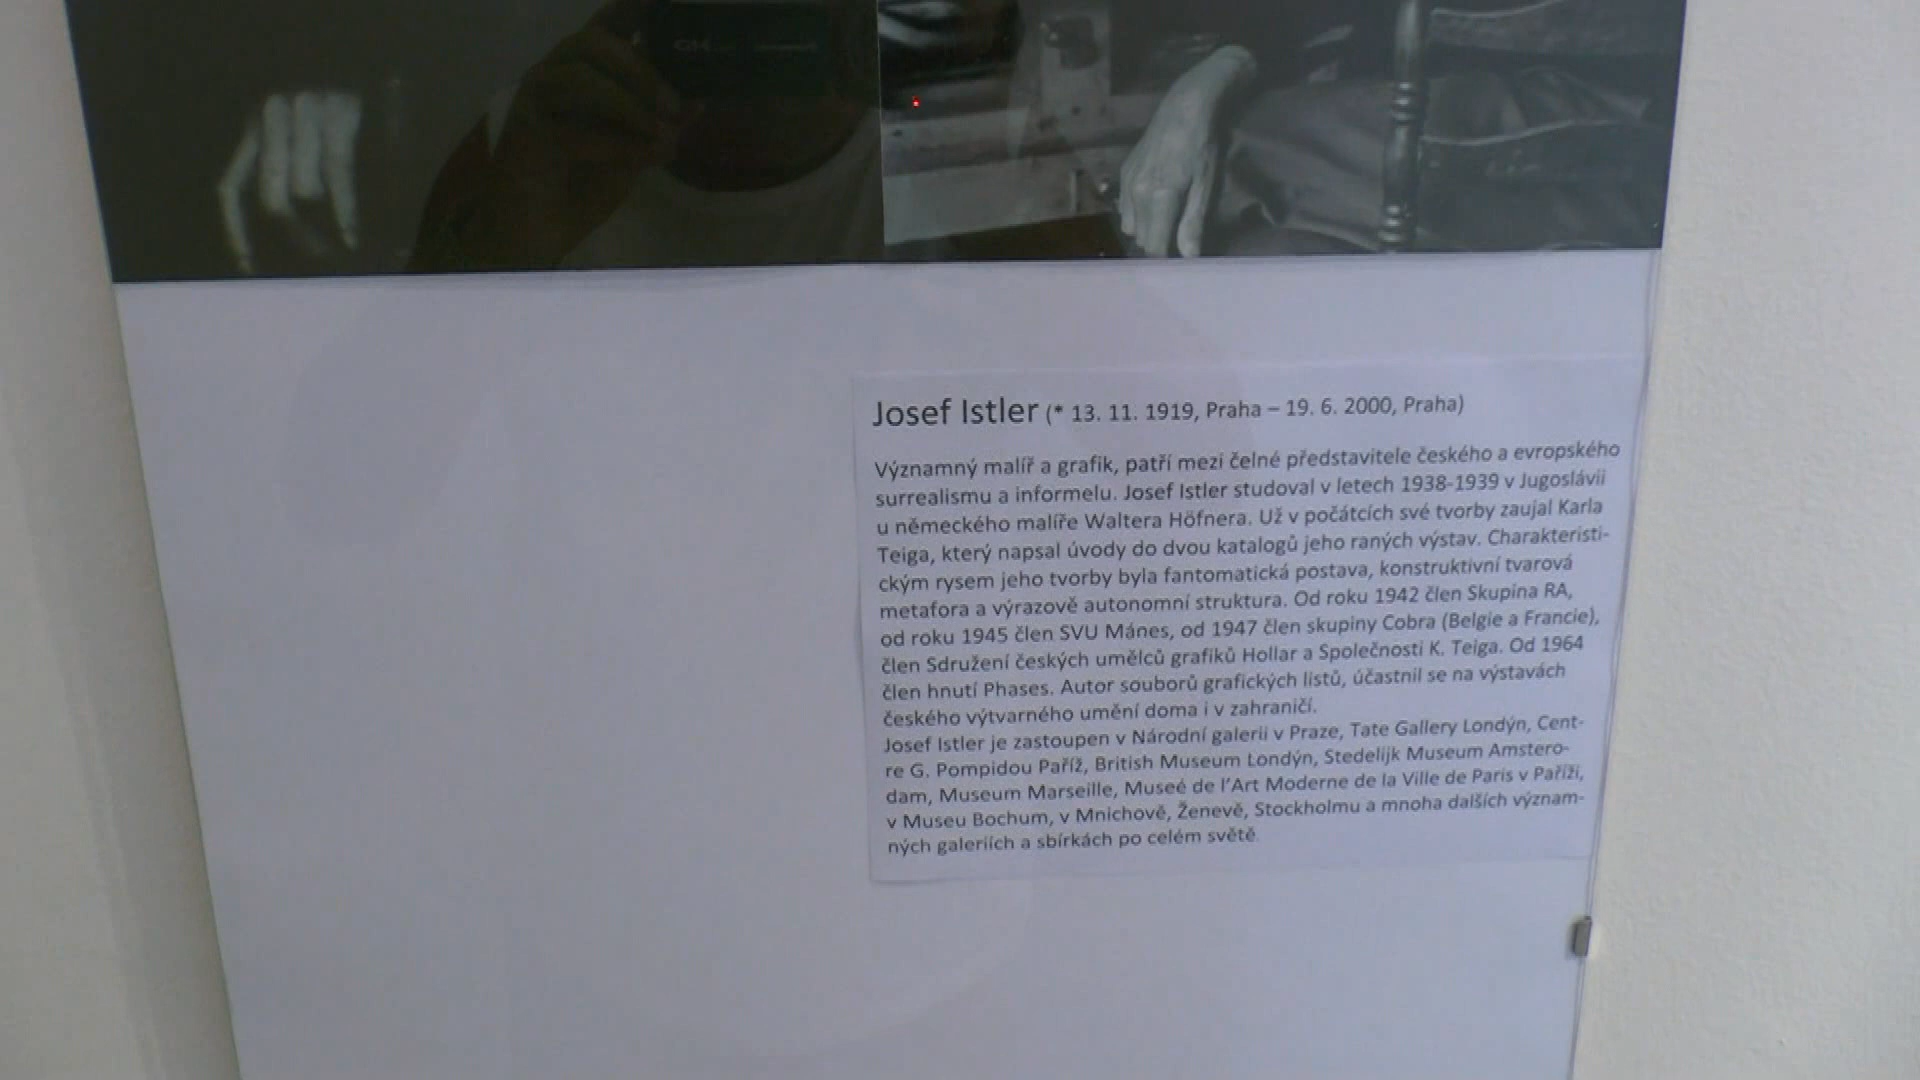 Josef Istler (* 13. 11. 1919, Praha – 19. 6. 2000, Praha)
Významný malíř a grafik, patří mezi čelné představitele českého a evropského
surrealismu a informelu. Josef Istler studoval v letech 1938-1939 v Jugoslávii
u německého malíře Waltera Höfnera. Už v počátcích své tvorby zaujal Karla
Teiga, který napsal úvody do dvou katalogů jeho raných výstav. Charakteristi-
ckým rysem jeho tvorby byla fantomatická postava, konstruktivní tvarová
metafora a výrazově autonomní struktura. Od roku 1942 člen Skupina RA,
od roku 1945 člen SVU Mánes, od 1947 člen skupiny Cobra (Belgie a Francie),
člen Sdružení českých umělců grafiků Hollar a Společnosti K. Teiga. Od 1964
člen hnutí Phases. Autor souborů grafických listů, účastnil se na výstavách
českého výtvarného umění doma i v zahraničí.
Josef Istler je zastoupen v Národní galerii v Praze, Tate Gallery Londýn, Cent-
re G. Pompidou Paříž, British Museum Londýn, Stedelijk Museum Amstero-
dam, Museum Marseille, Museé de l’Art Moderne de la Ville de Paris v Paříži,
v Museu Bochum, v Mnichově, Ženevě, Stockholmu a mnoha dalších význam-
ných galeriích a sbírkách po celém světě.